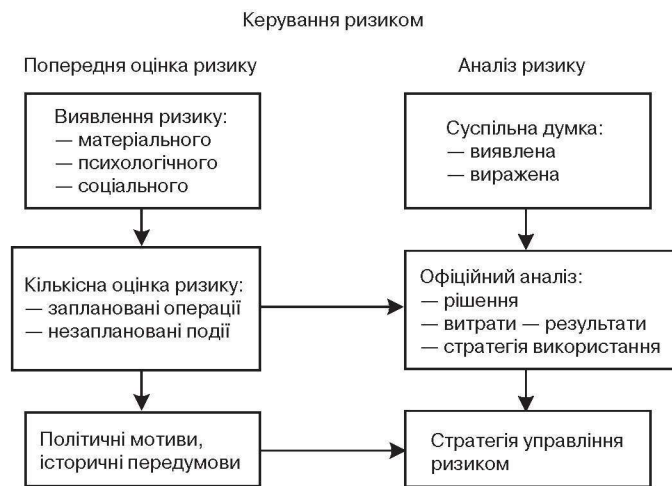 Керування ризиком
Попередня оцінка ризику
Виявлення ризику:
— матеріального
— психологічного
— соціального
Кількісна оцінка ризику:
— заплановані операції
— незаплановані події
Політичні мотиви,
історичні передумови
Аналіз ризику
Суспільна думка:
— виявлена
— виражена
Офіційний аналіз:
— рішення
— витрати — результати
— стратегія використання
Стратегія управління
ризиком